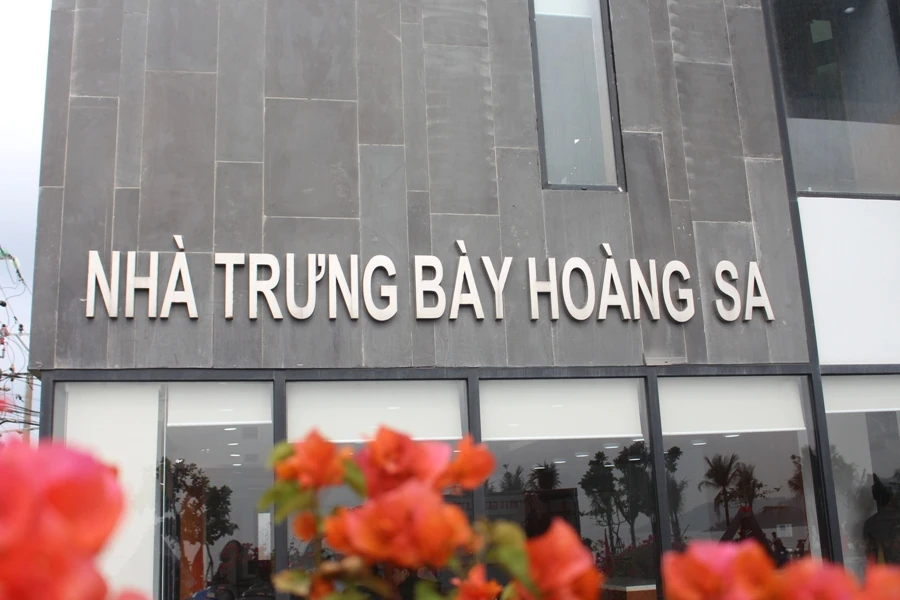 NHÀ TRƯNG BÀY HOÀNG SA